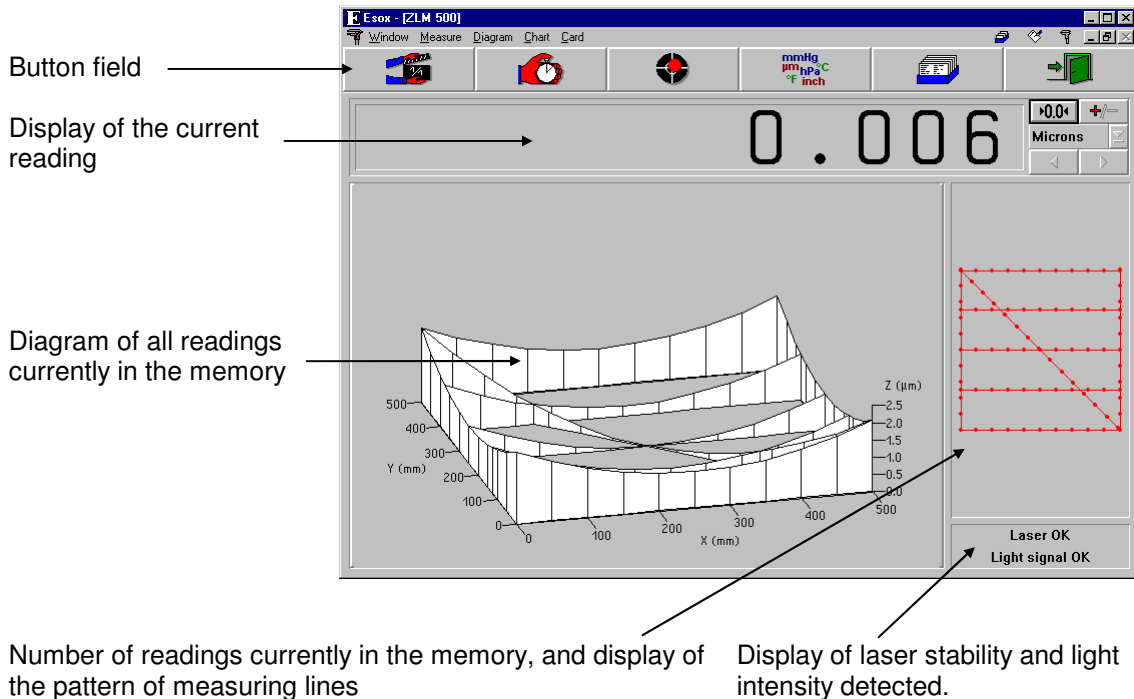 Esox - [ZLM 500]
Window Measure Diagram Chart Card
Button field
1/4
mmHg
µm hPa °C
°F inch
Display of the current
reading
0.006
0.0
+/-
Microns
Diagram of all readings
currently in the memory
Z (µm)
2.5
2.0
1.5
1.0
0.5
0.0
500
400
300
200
100
0
Y (mm)
0
100
200
300
400
500
X (mm)
Laser OK
Light signal OK
Number of readings currently in the memory, and display of
the pattern of measuring lines
Display of laser stability and light
intensity detected.